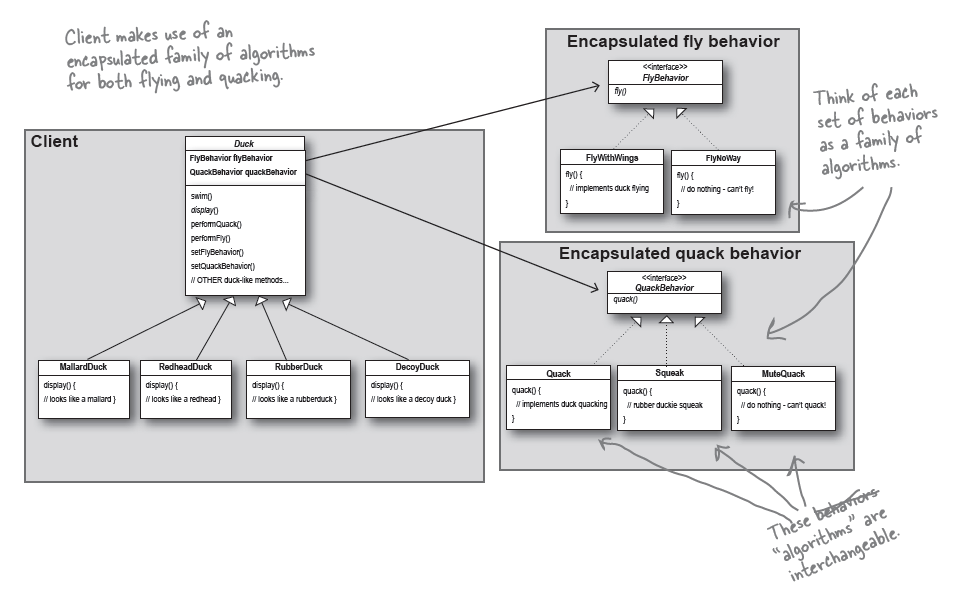 Client makes use of an
encapsulated family of algorithms
for both flying and quacking.
Client
Duck
FlyBehavior flyBehavior
QuackBehavior quackBehavior
swim()
display()
performQuack()
performFly()
setFlyBehavior()
setQuackBehavior()
// OTHER duck-like methods...
MallardDuck
display() {
// looks like a mallard }
RedheadDuck
display() {
// looks like a redhead }
RubberDuck
display() {
// looks like a rubberduck }
DecoyDuck
display() {
// looks like a decoy duck }
Encapsulated fly behavior
<<interface>>
FlyBehavior
fly()
FlyWithWings
fly() {
// implements duck flying
}
FlyNoWay
fly() {
// do nothing - can't fly!
}
Think of each
set of behaviors
as a family of
algorithms.
Encapsulated quack behavior
<<interface>>
QuackBehavior
quack()
Quack
quack() {
// implements duck quacking
}
Squeak
quack() {
// rubber duckie squeak
}
MuteQuack
quack() {
// do nothing - can't quack!
}
These behaviors
“algorithms” are
interchangeable.